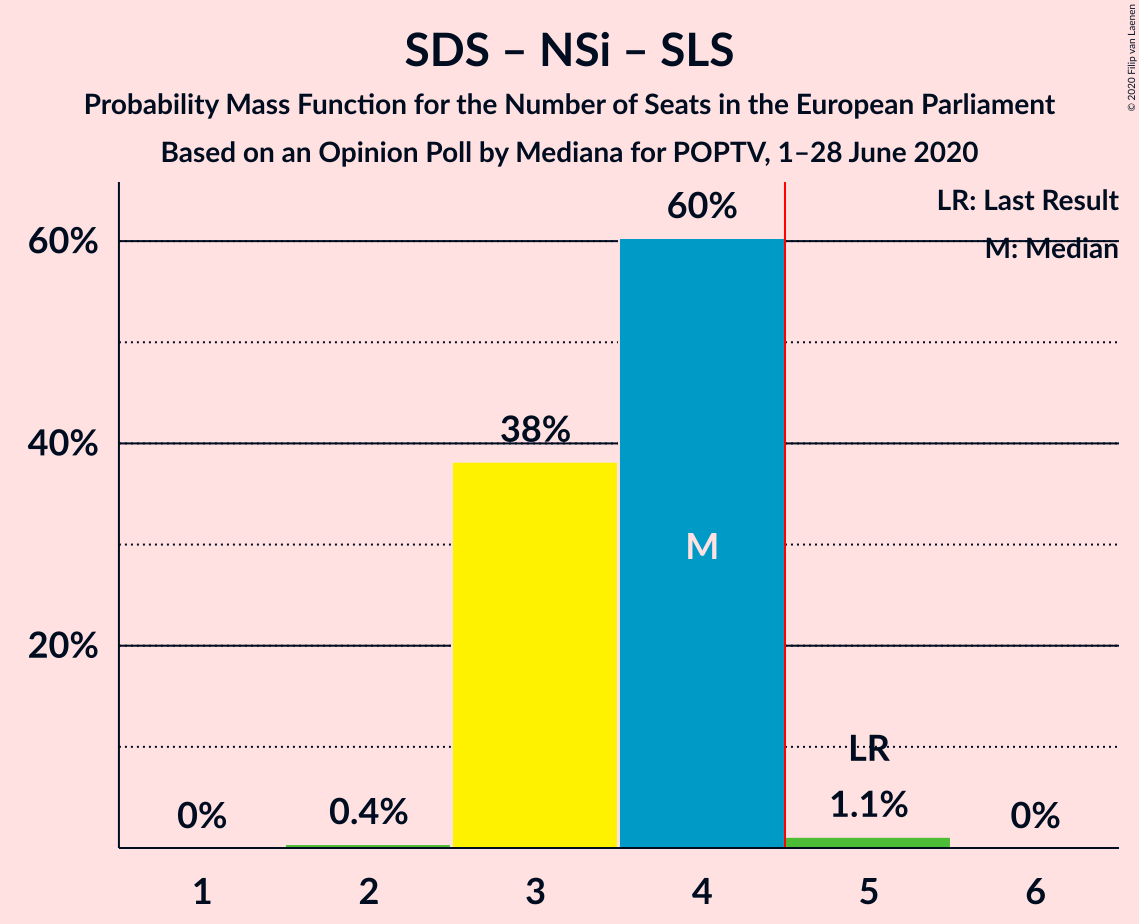 SDS – NSi – SLS
Probability Mass Function for the Number of Seats in the European Parliament
Based on an Opinion Poll by Mediana for POPTV, 1–28 June 2020
© 2020 Filip van Laenen
LR: Last Result
M: Median
60%
40%
20%
0%
0.4%
38%
60%
M
LR
1.1%
0%
1
2
3
4
5
6